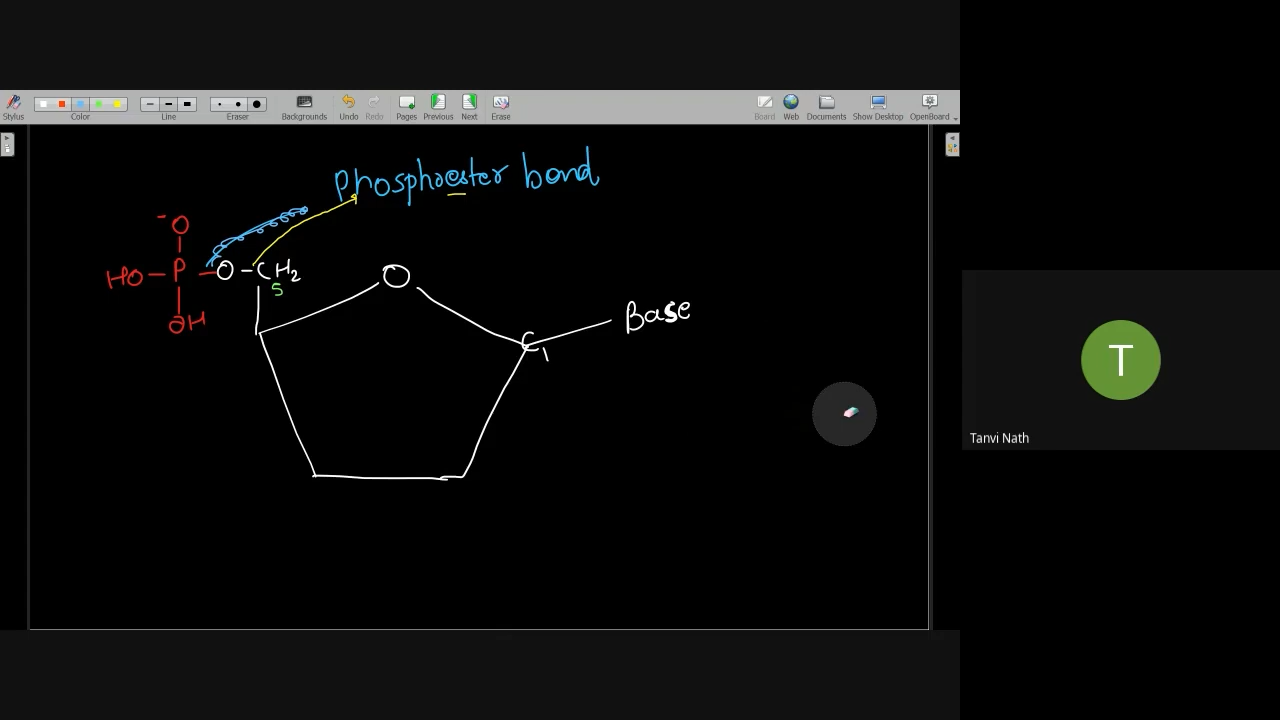 Stylus
Color
Line
Eraser
Backgrounds
Undo
Redo
Pages
Previous
Next
Erase
Board
Web
Documents
Show Desktop
OpenBoard
Phosphoester bond
-O
HO - P - O - CH2
5
OH
O
C1
Base
T
Tanvi Nath